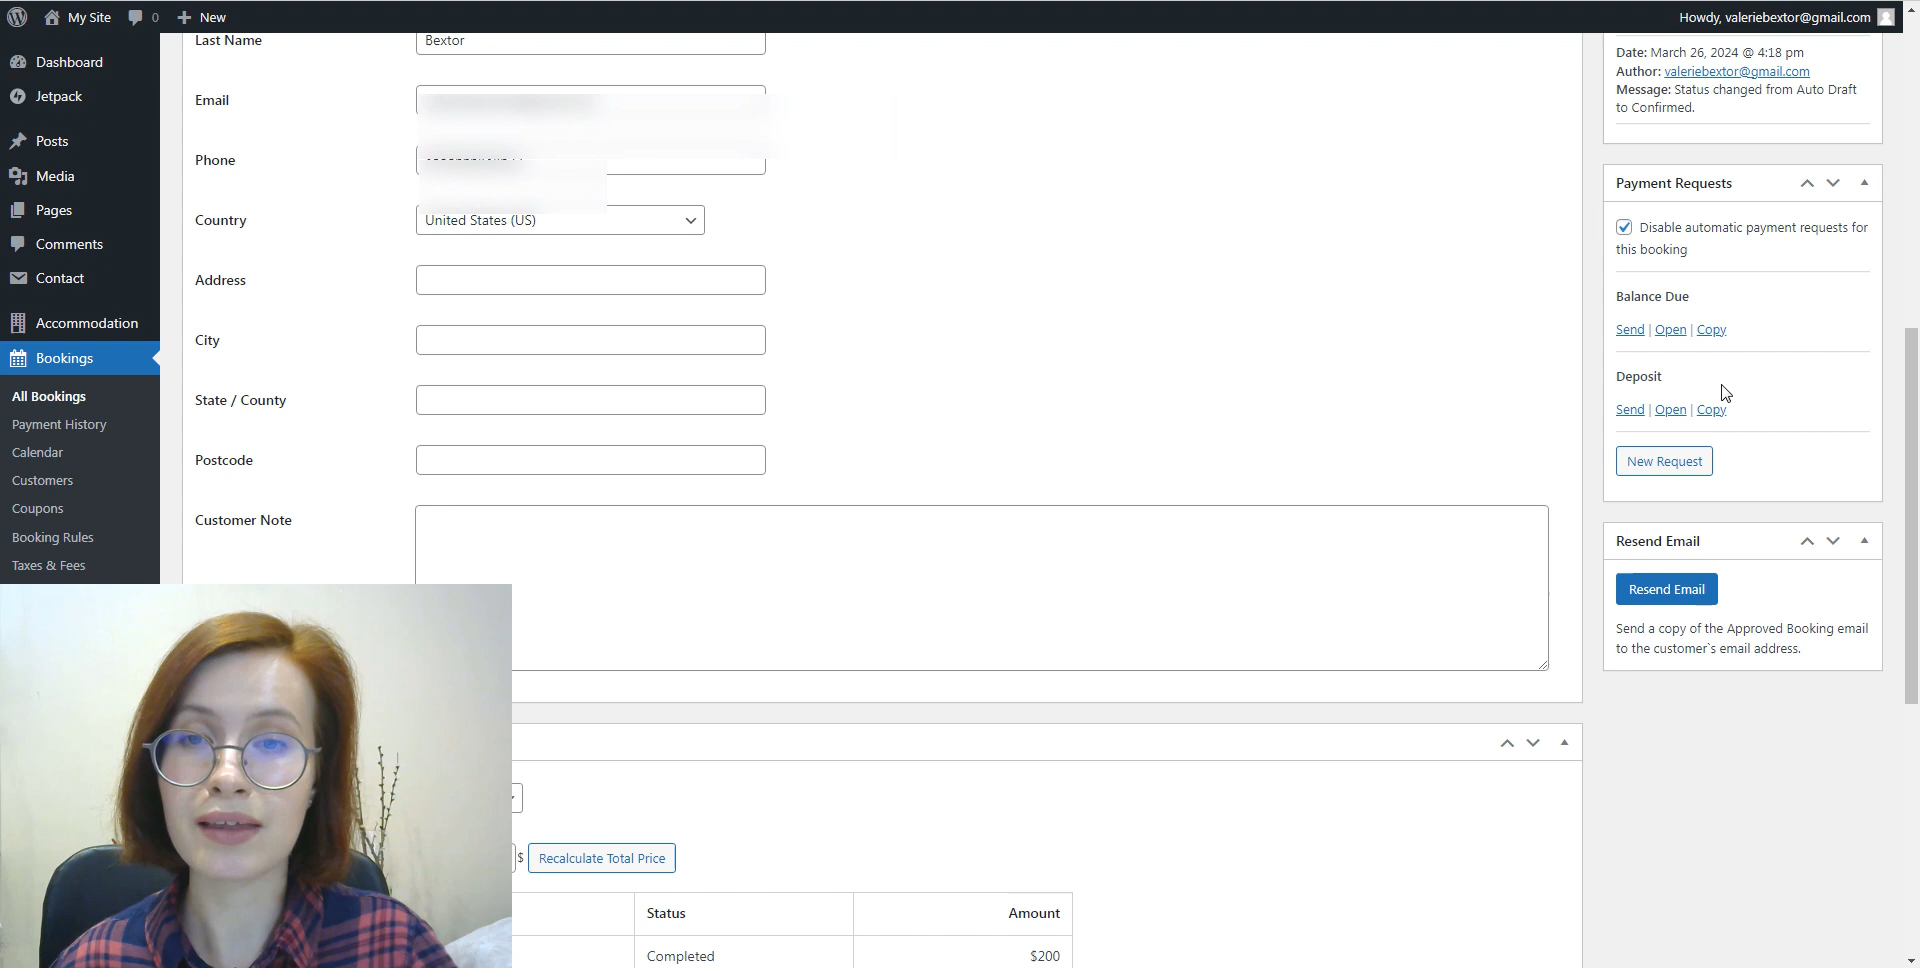 My Site
0
New
Howdy, valeriebextor@gmail.com
Dashboard
Jetpack
Posts
Media
Pages
Comments
Contact
Accommodation
Bookings
All Bookings
Payment History
Calendar
Customers
Coupons
Booking Rules
Taxes & Fees
Last Name
Bextor
Email
Phone
Country
United States (US)
Address
City
State / County
Postcode
Customer Note
$
Recalculate Total Price
Status
Amount
Completed
$200
Date: March 26, 2024 @ 4:18 pm
Author: valeriebextor@gmail.com
Message: Status changed from Auto Draft
to Confirmed.
Payment Requests
Disable automatic payment requests for
this booking
Balance Due
Send | Open | Copy
Deposit
Send | Open | Copy
New Request
Resend Email
Resend Email
Send a copy of the Approved Booking email
to the customer`s email address.